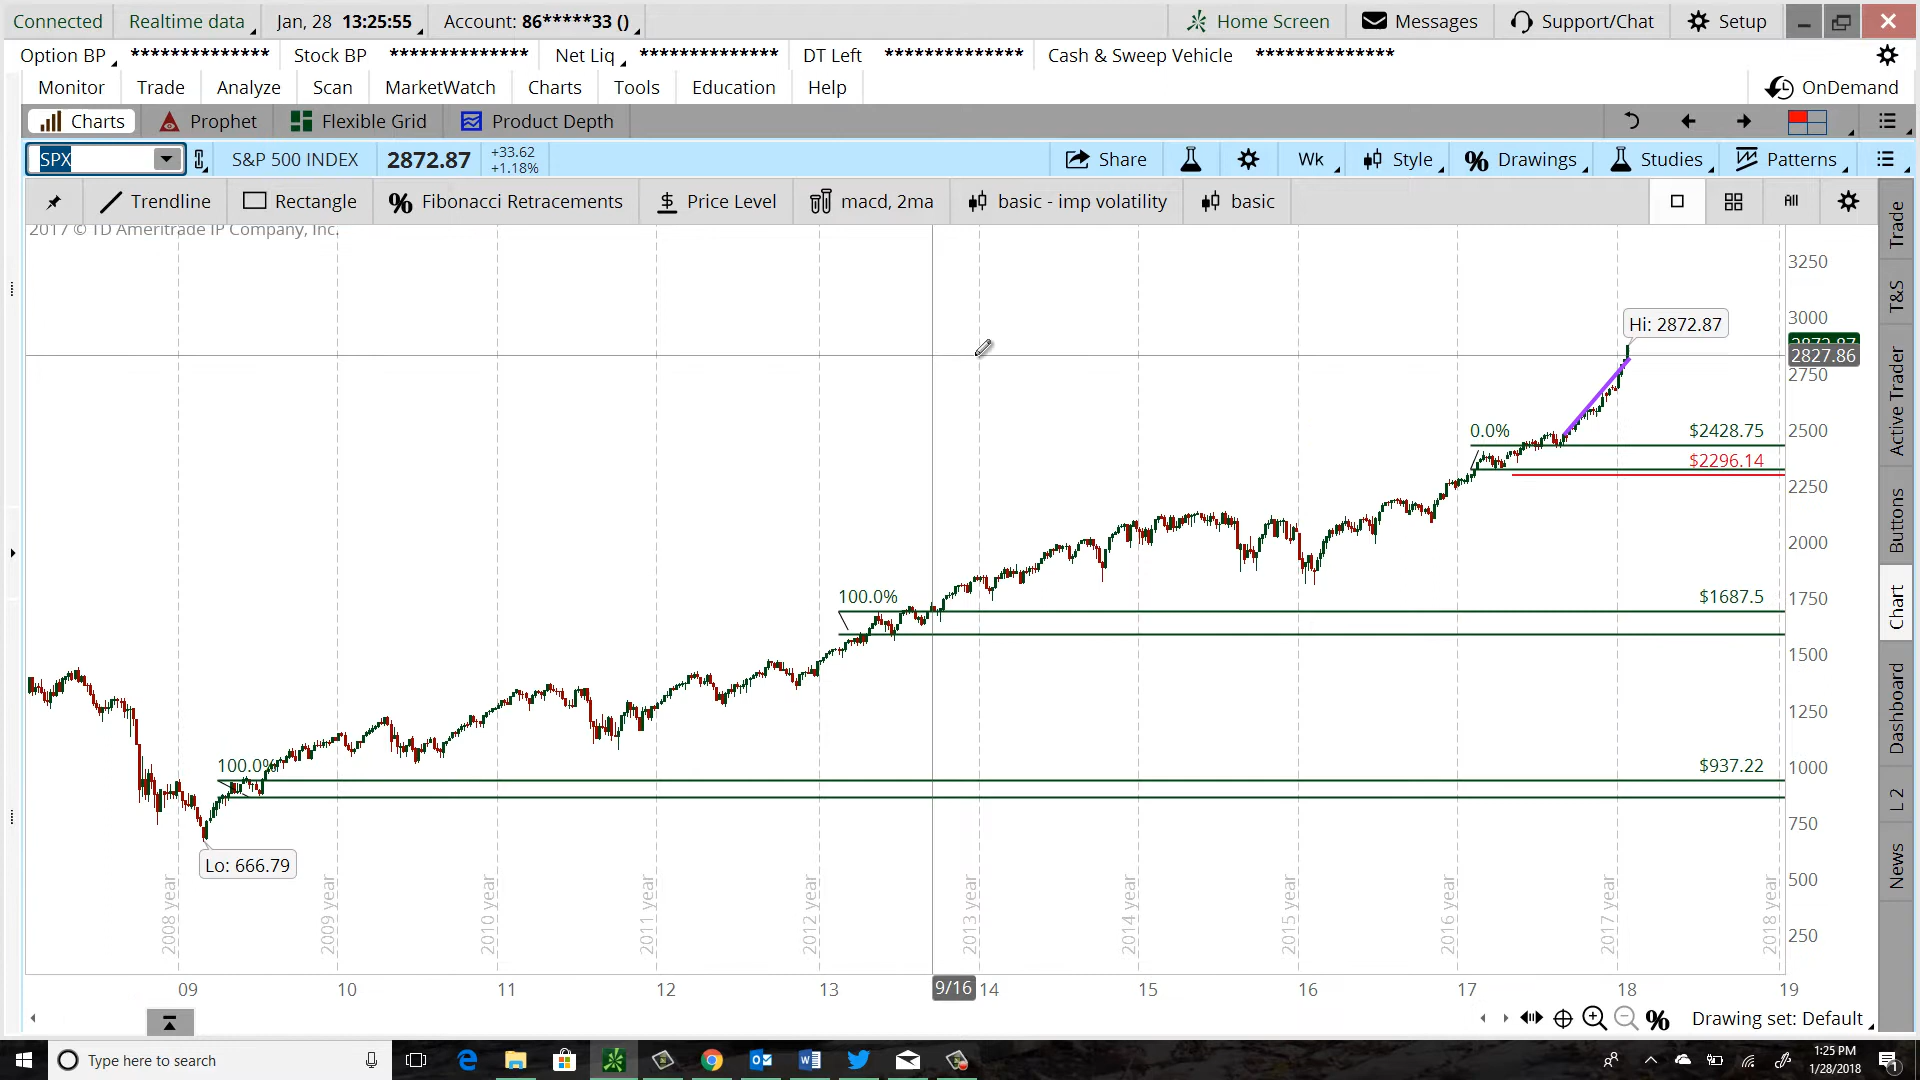 Connected Realtime data Jan, 28 13:25:55 Account: 86*****33 () Home Screen Messages Support/Chat Setup
Option BP ************** Stock BP ************** Net Liq ************** DT Left ************** Cash & Sweep Vehicle **************
Monitor Trade Analyze Scan MarketWatch Charts Tools Education Help OnDemand
Charts Prophet Flexible Grid Product Depth
SPX S&P 500 INDEX 2872.87 +33.62 +1.18% Share Wk Style Drawings Studies Patterns
Trendline Rectangle Fibonacci Retracements Price Level macd, 2ma basic - imp volatility basic All
2017 © TD Ameritrade IP Company, Inc.
3250
3000
Hi: 2872.87
2872.87
2827.86
2750
0.0% $2428.75 2500
$2296.14
2250
2000
100.0% $1687.5 1750
1500
1250
100.0% $937.22 1000
750
Lo: 666.79
500
250
2008 year 2009 year 2010 year 2011 year 2012 year 2013 year 2014 year 2015 year 2016 year 2017 year 2018 year
09 10 11 12 13 9/16 14 15 16 17 18 19
Drawing set: Default
Trade
T&S
Active Trader
Buttons
Chart
Dashboard
L 2
News
Type here to search
1:25 PM
1/28/2018
1